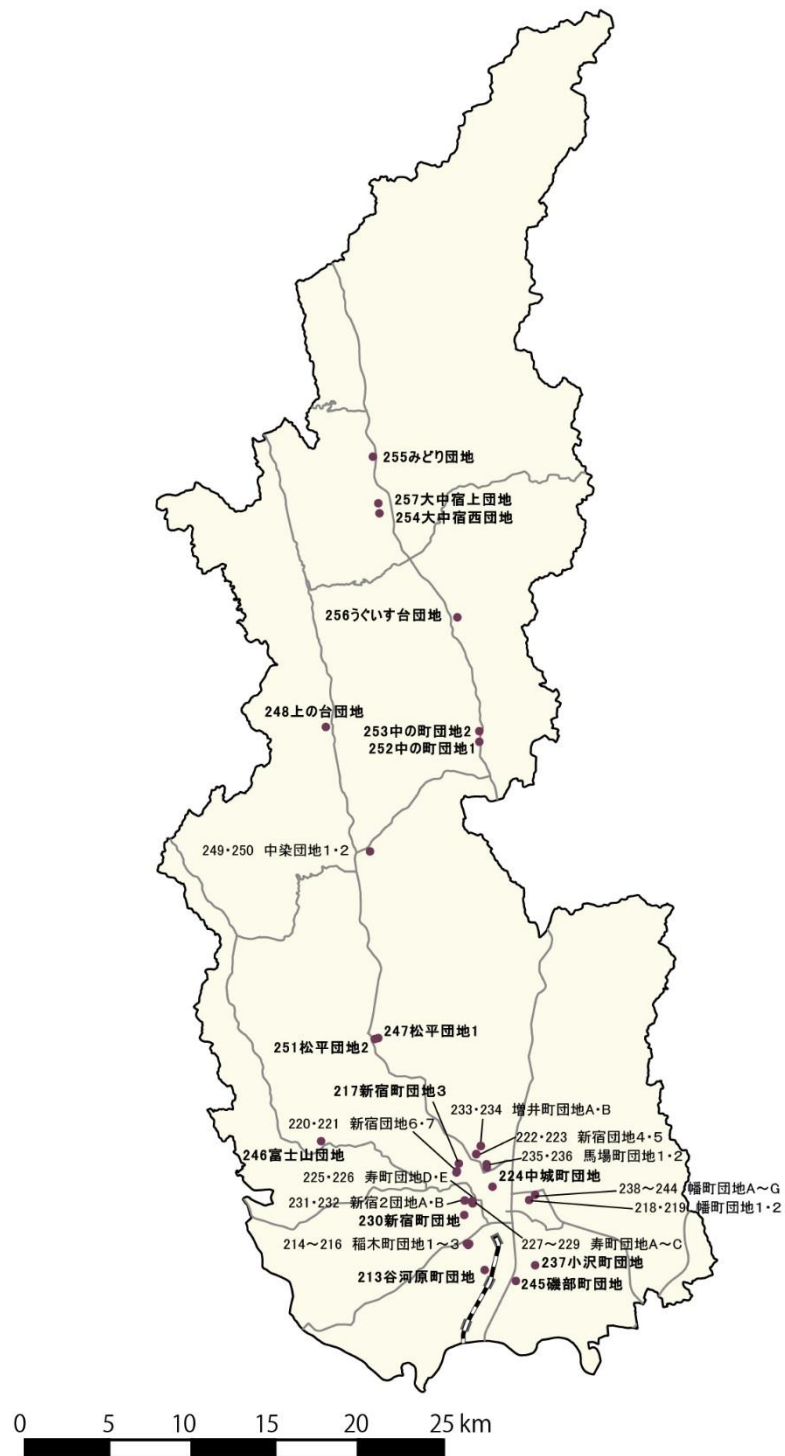 255みどり団地
257大中宿上団地
254大中宿西団地
256うぐいす台団地
248上の台団地
253中の町団地2
252中の町団地1
249・250 中染団地1・2
247松平団地1
251松平団地2
217新宿町団地3
233・234 増井町団地A・B
220・221 新宿団地6・7
222・223 新宿団地4・5
246富士山団地
235・236 馬場町団地1・2
225・226 寿町団地D・E
224中城町団地
238～244 幡町団地A～G
231・232 新宿2団地A・B
218・219 幡町団地1・2
230新宿町団地
214～216 稲木町団地1～3
227～229 寿町団地A～C
213谷河原町団地
237小沢町団地
245磯部町団地
0 5 10 15 20 25 km